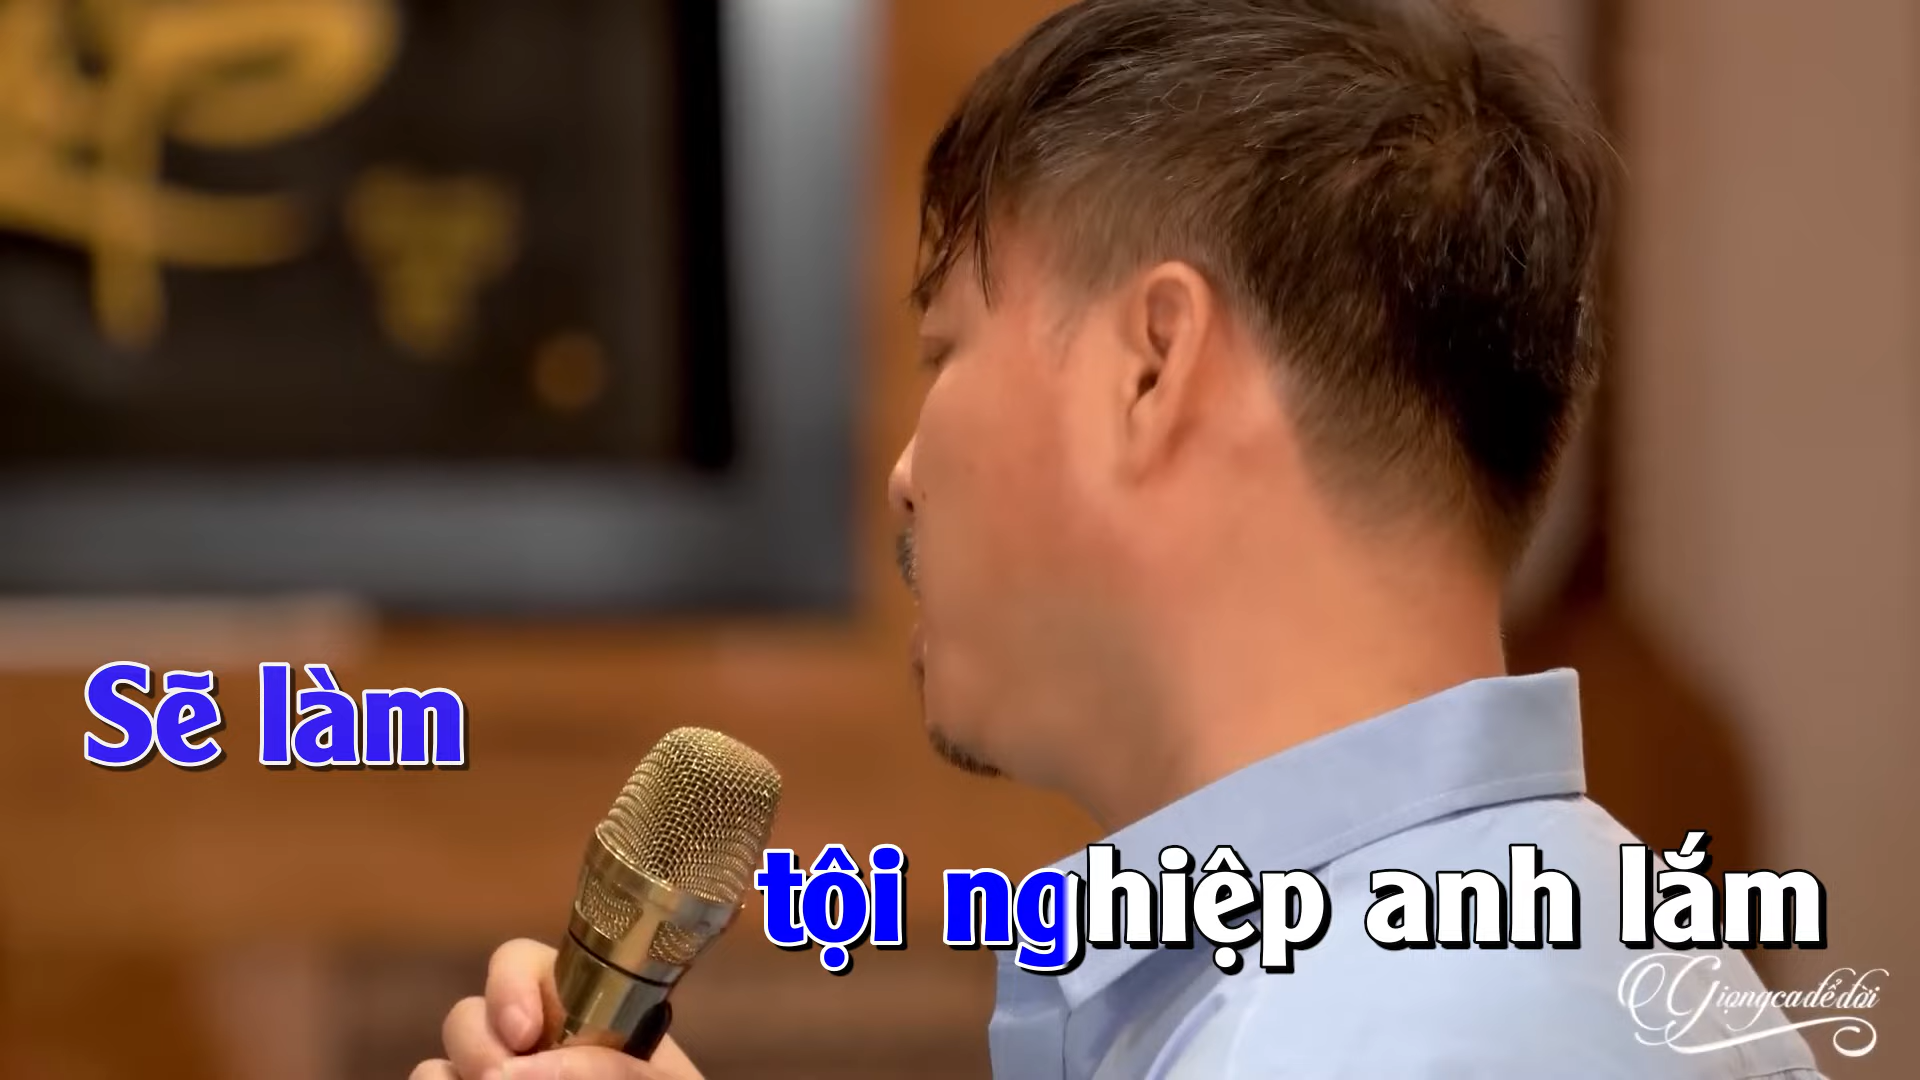 Sẽ làm
tội nghiệp anh lắm
Giọng ca để đời